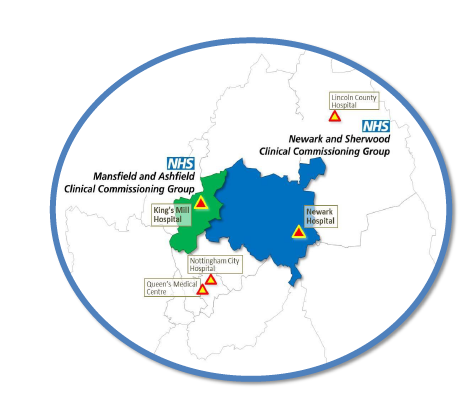 Lincoln County
Hospital
NHS
Newark and Sherwood
Clinical Commissioning Group
NHS
Mansfield and Ashfield
Clinical Commissioning Group
King's Mill
Hospital
Newark
Hospital
Nottingham City
Hospital
Queen's Medical
Centre